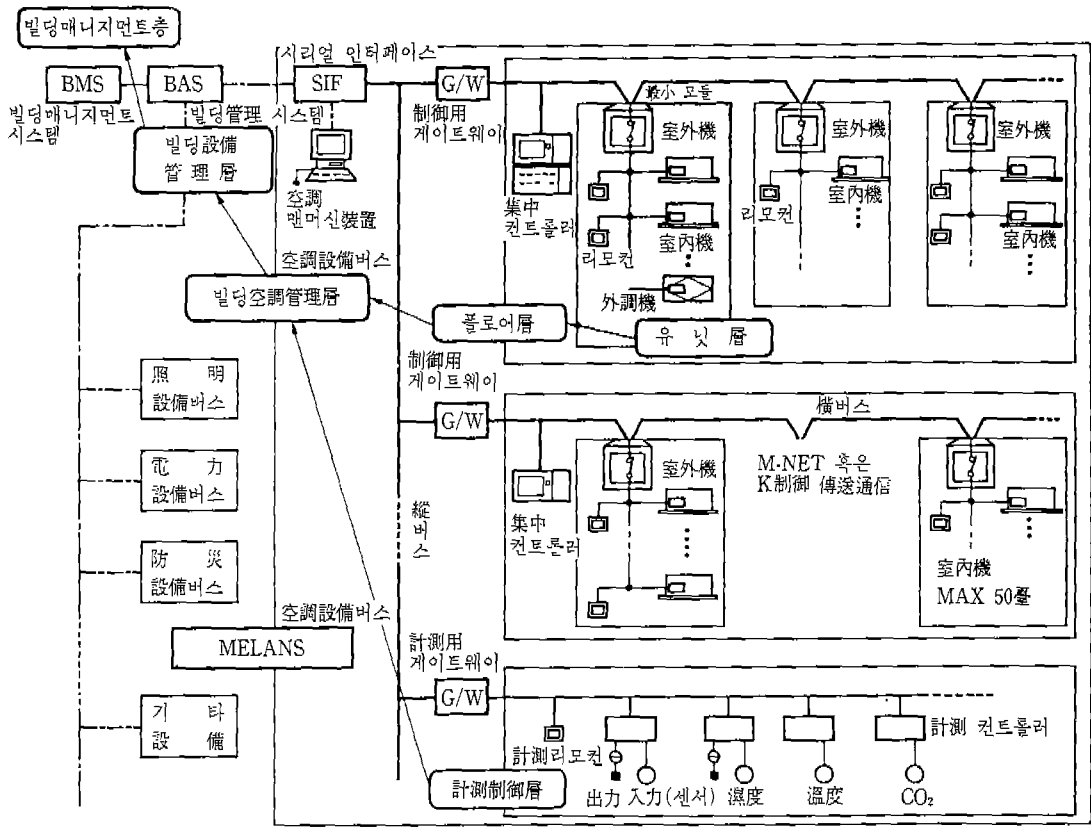 빌딩매니지먼트층
시리얼 인터페이스
BMS
BAS
SIF
G/W
빌딩매니지먼트
시스템
빌딩管理 시스템
制御用
게이트웨이
最小 모듈
室外機
室外機
室外機
빌딩設備
管理層
空調
맨머신裝置
集中
컨트롤러
리모컨
室內機
리모컨
室內機
室內機
外調機
空調設備버스
빌딩空調管理層
플로어層
유닛層
制御用
게이트웨이
G/W
照明
設備버스
電力
設備버스
防災
設備버스
縱버스
橫버스
室外機
M-NET 혹은
K制御 傳送通信
集中
컨트롤러
室內機
MAX 50臺
空調設備버스
MELANS
計測用
게이트웨이
G/W
기타
設備
計測리모컨
計測 컨트롤러
計測制御層
出力 入力(센서) 濕度 溫度 CO₂